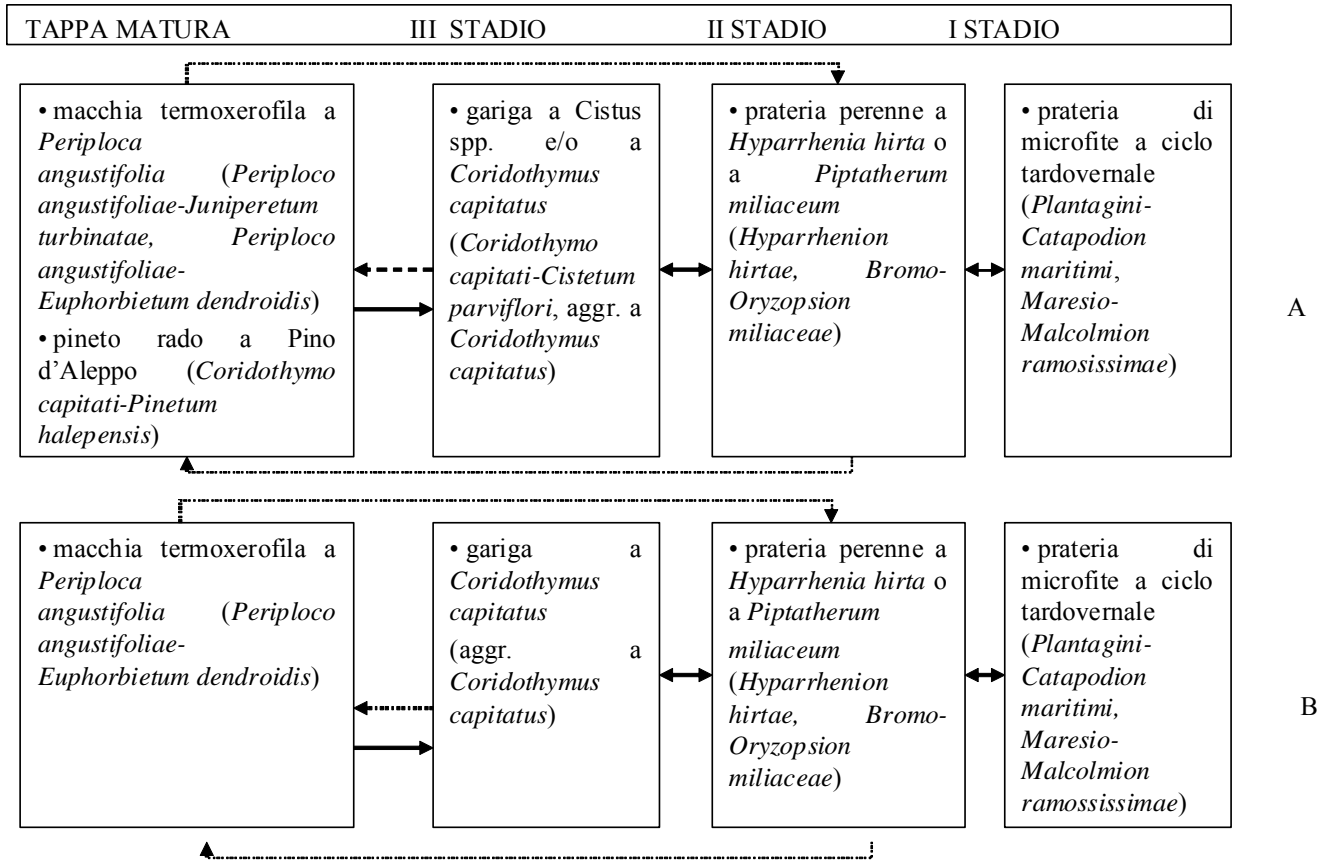 TAPPA MATURA III STADIO II STADIO I STADIO
• macchia termoxerofila a
Periploca
angustifolia (Periploco
angustifoliae-Juniperetum
turbinatae, Periploco
angustifoliae-
Euphorbietum dendroidis)
• pineto rado a Pino
d'Aleppo (Coridothymo
capitati-Pinetum
halepensis)
• gariga a Cistus
spp. e/o a
Coridothymus
capitatus
(Coridothymo
capitati-Cistetum
parviflori, aggr. a
Coridothymus
capitatus)
• prateria perenne a
Hyparrhenia hirta o
a Piptatherum
miliaceum
(Hyparrhenion
hirtae, Bromo-
Oryzopsion
miliaceae)
• prateria di
microfite a ciclo
tardovernale
(Plantagini-
Catapodion
maritimi,
Maresio-
Malcolmion
ramosissimae)
A
• macchia termoxerofila a
Periploca
angustifolia (Periploco
angustifoliae-
Euphorbietum dendroidis)
• gariga a
Coridothymus
capitatus
(aggr. a
Coridothymus
capitatus)
• prateria perenne a
Hyparrhenia hirta o
a Piptatherum
miliaceum
(Hyparrhenion
hirtae, Bromo-
Oryzopsion
miliaceae)
• prateria di
microfite a ciclo
tardovernale
(Plantagini-
Catapodion
maritimi,
Maresio-
Malcolmion
ramossissimae)
B